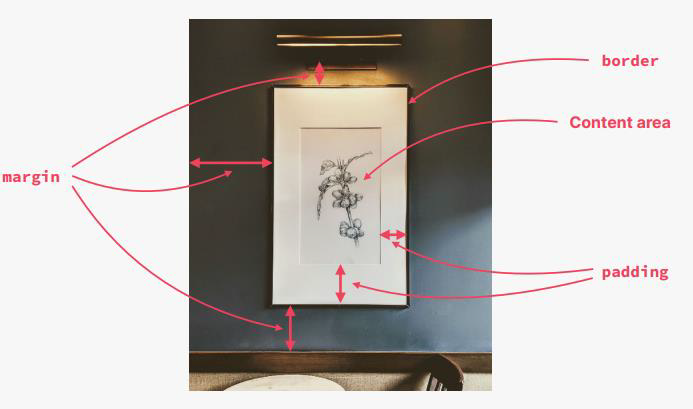 border
Content area
margin
padding